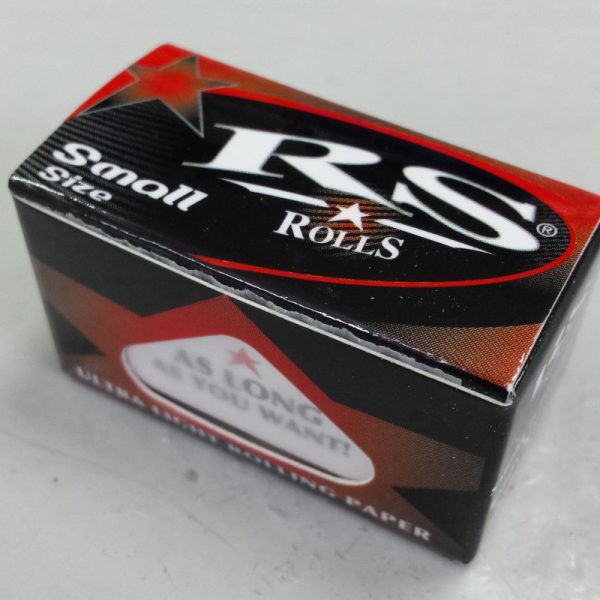 Small
Size
RS®
ROLLS
AS LONG
AS YOU WANT!
ULTRA LIGHT ROLLING PAPER